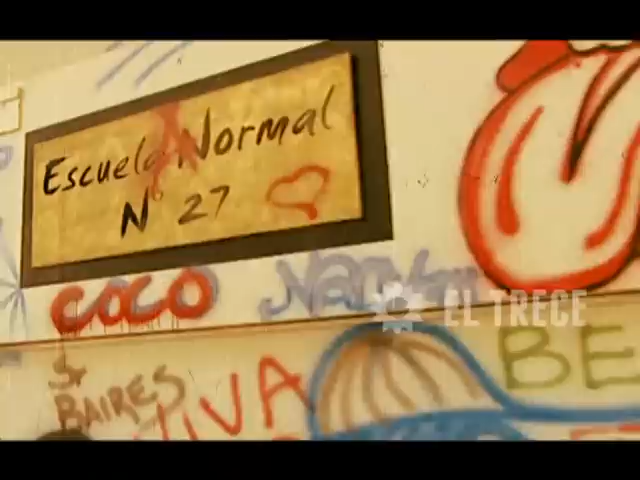 Escuela Normal
N° 27
COCO
EL TRECE
BE
BAIRES
VIVA